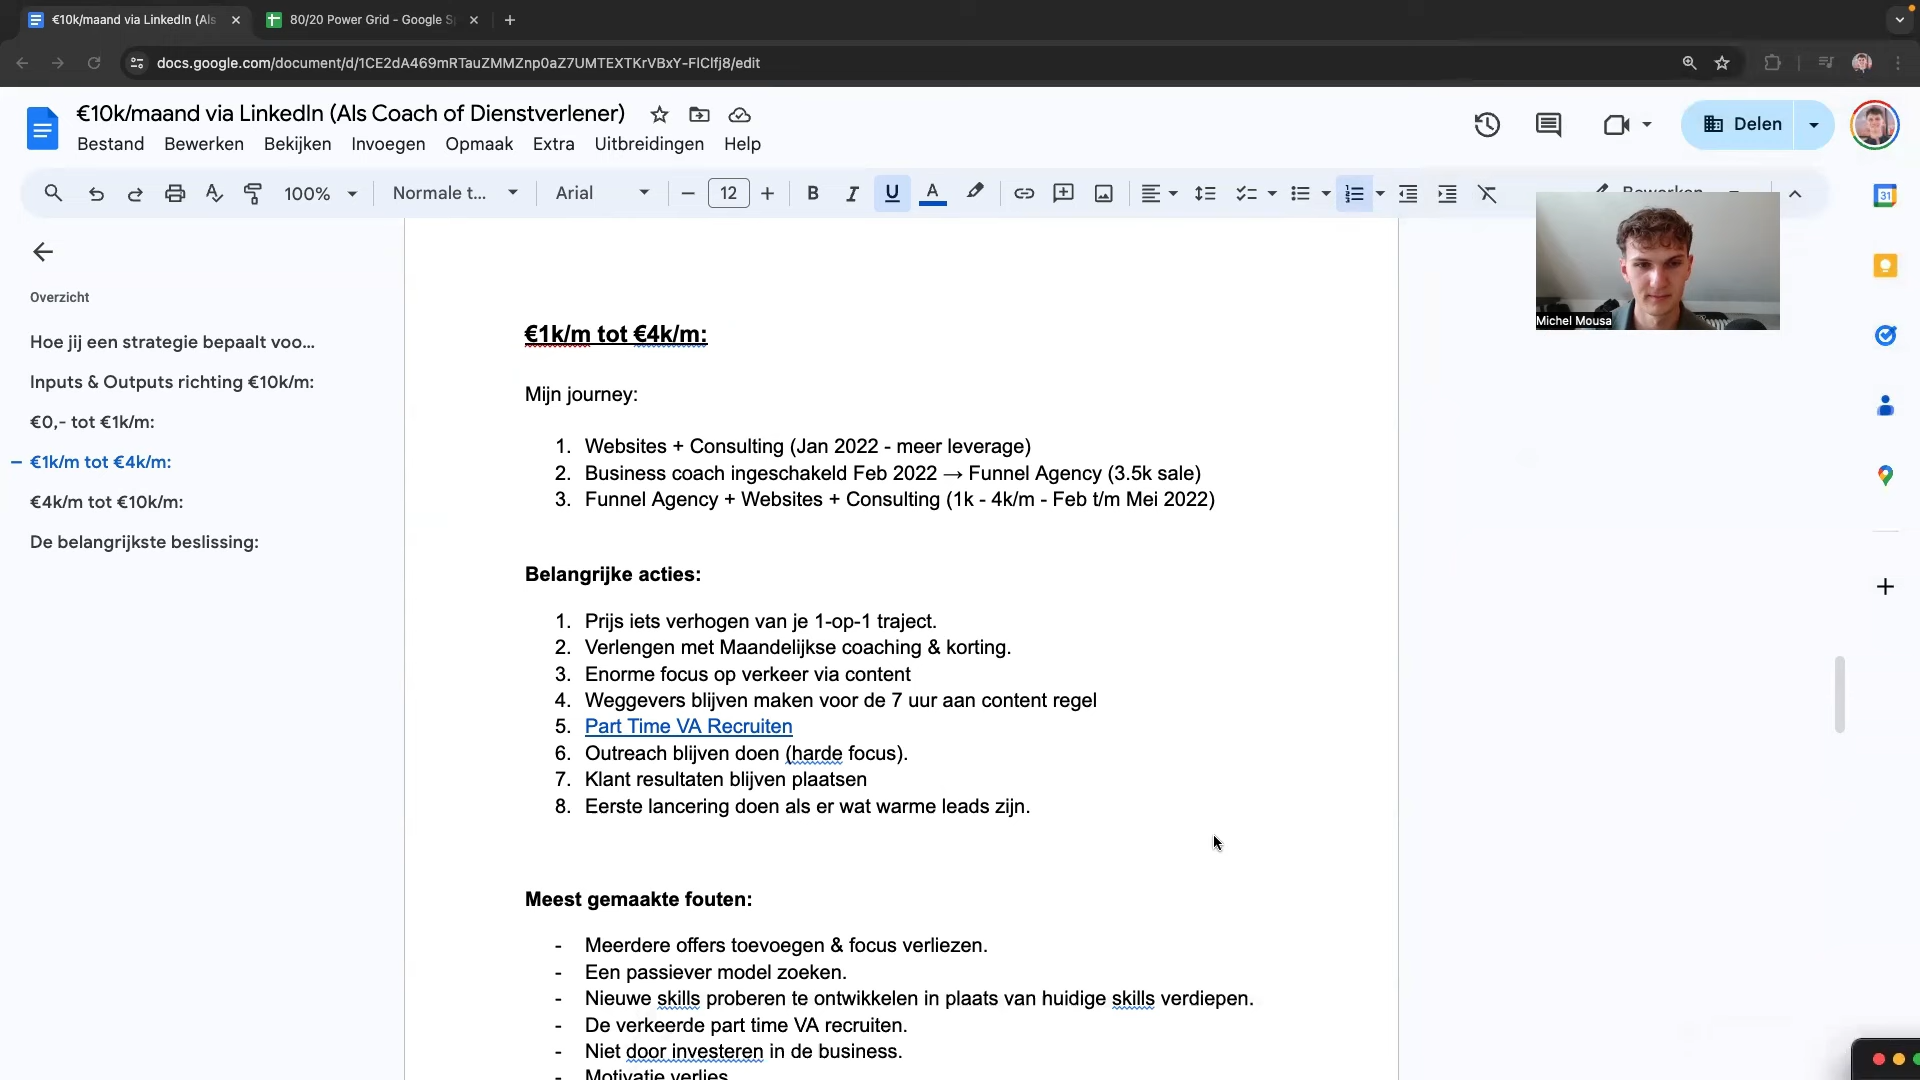 €10k/maand via LinkedIn (Als
80/20 Power Grid - Google S
docs.google.com/document/d/1CE2dA469mRTauZMMZnp0aZ7UMTEXTKrVBxY-FlClfj8/edit
€10k/maand via LinkedIn (Als Coach of Dienstverlener)
Bestand Bewerken Bekijken Invoegen Opmaak Extra Uitbreidingen Help
Delen
100% Normale t... Arial 12 Bewerken
31
Overzicht
Hoe jij een strategie bepaalt voo...
Inputs & Outputs richting €10k/m:
€0,- tot €1k/m:
€1k/m tot €4k/m:
€4k/m tot €10k/m:
De belangrijkste beslissing:
Michel Mousa
€1k/m tot €4k/m:
Mijn journey:
1. Websites + Consulting (Jan 2022 - meer leverage)
2. Business coach ingeschakeld Feb 2022 → Funnel Agency (3.5k sale)
3. Funnel Agency + Websites + Consulting (1k - 4k/m - Feb t/m Mei 2022)
Belangrijke acties:
1. Prijs iets verhogen van je 1-op-1 traject.
2. Verlengen met Maandelijkse coaching & korting.
3. Enorme focus op verkeer via content
4. Weggevers blijven maken voor de 7 uur aan content regel
5. Part Time VA Recruiten
6. Outreach blijven doen (harde focus).
7. Klant resultaten blijven plaatsen
8. Eerste lancering doen als er wat warme leads zijn.
Meest gemaakte fouten:
- Meerdere offers toevoegen & focus verliezen.
- Een passiever model zoeken.
- Nieuwe skills proberen te ontwikkelen in plaats van huidige skills verdiepen.
- De verkeerde part time VA recruiten.
- Niet door investeren in de business.
- Motivatie verlies